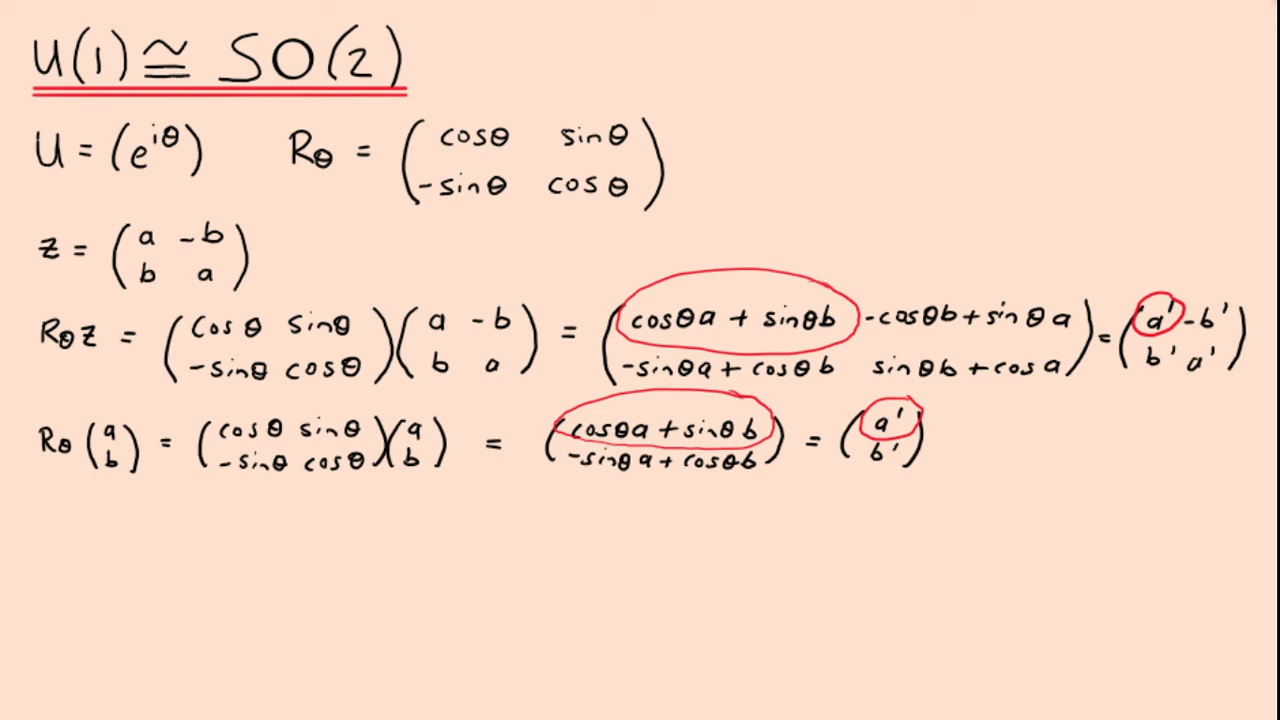 U(1) ≅ SO(2)
U = (e^{iθ})    R_θ = ( cosθ  sinθ
                       -sinθ  cosθ )
z = ( a  -b
      b  a )
R_θ z = ( cosθ  sinθ        ( a  -b        ( cosθa + sinθb  -cosθb + sinθa        ( a'  -b'
         -sinθ  cosθ )       b  a )   =    -sinθa + cosθb  sinθb + cosa )   =     b'  a' )
R_θ ( a        ( cosθ  sinθ        ( a        ( cosθa + sinθb        ( a'
      b )  =   -sinθ  cosθ )        b )  =   -sinθa + cosθb )  =     b' )